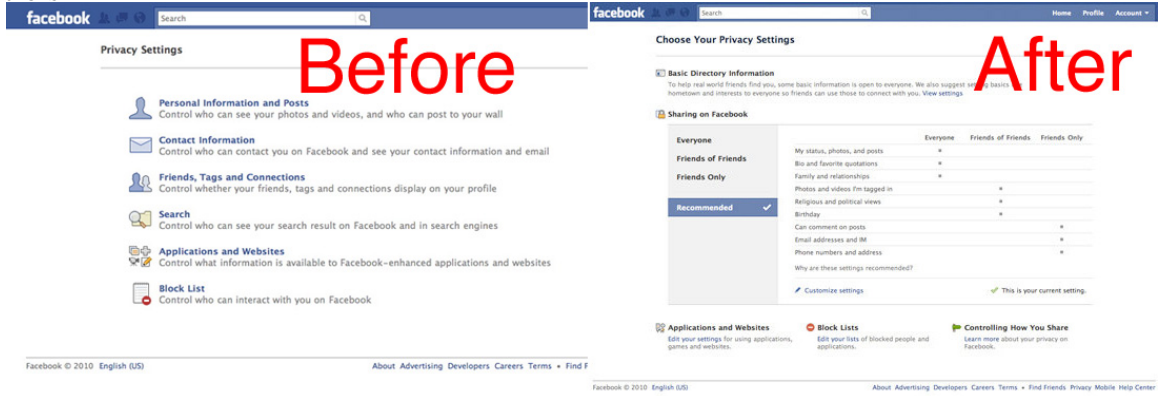 facebook
Search
Privacy Settings
Before
Personal Information and Posts
Control who can see your photos and videos, and who can post to your wall
Contact Information
Control who can contact you on Facebook and see your contact information and email
Friends, Tags and Connections
Control whether your friends, tags and connections display on your profile
Search
Control who can see your search result on Facebook and in search engines
Applications and Websites
Control what information is available to Facebook-enhanced applications and websites
Block List
Control who can interact with you on Facebook
Facebook © 2010 English (US)
About Advertising Developers Careers Terms • Find F
facebook
Search
Home Profile Account
Choose Your Privacy Settings
After
Basic Directory Information
To help real world friends find you, some basic information is open to everyone. We also suggest setting basics
hometown and interests to everyone so friends can use those to connect with you. View settings
Sharing on Facebook
Everyone
Friends of Friends
Friends Only
Recommended
Everyone Friends of Friends Friends Only
My status, photos, and posts
Bio and favorite quotations
Family and relationships
Photos and videos I'm tagged in
Religious and political views
Birthday
Can comment on posts
Email addresses and IM
Phone numbers and address
Why are these settings recommended?
Customize settings
This is your current setting.
Applications and Websites
Edit your settings for using applications,
games and websites.
Block Lists
Edit your lists of blocked people and
applications.
Controlling How You Share
Learn more about your privacy on
Facebook.
Facebook © 2010 English (US)
About Advertising Developers Careers Terms • Find Friends Privacy Mobile Help Center